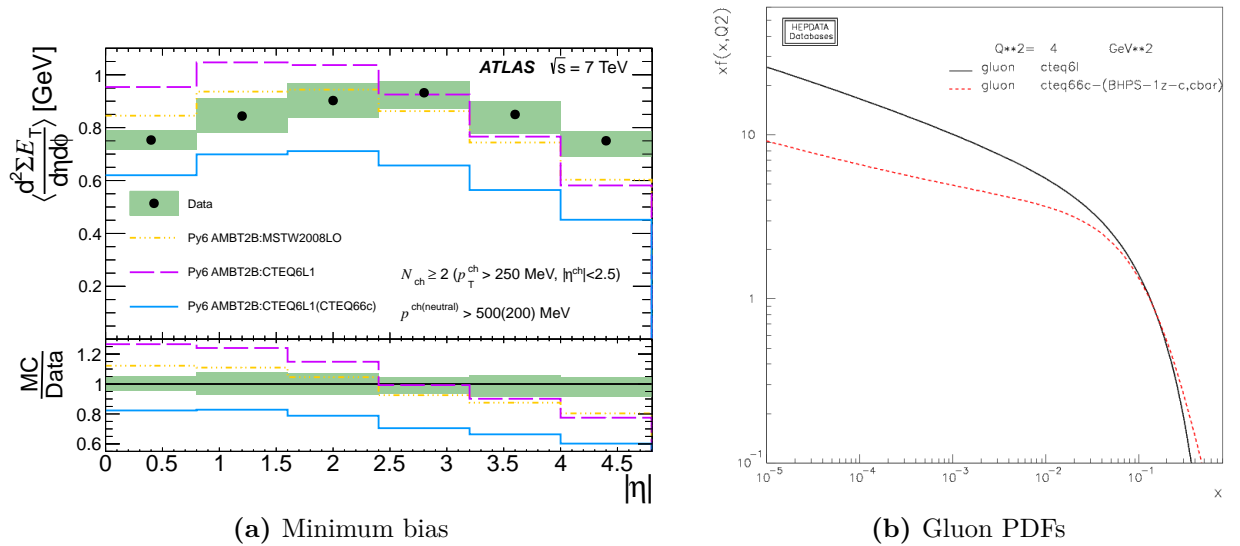 ATLAS √s = 7 TeV
⟨d²ΣE_T/dηdϕ⟩ [GeV]
1
0.8
0.6
0.4
0.2
Data
Py6 AMBT2B:MSTW2008LO
Py6 AMBT2B:CTEQ6L1
Py6 AMBT2B:CTEQ6L1(CTEQ66c)
N_ch ≥ 2 (p_T^ch > 250 MeV, |η^ch|<2.5)
p^ch(neutral) > 500(200) MeV
MC/Data
1.2
1
0.8
0.6
0 0.5 1 1.5 2 2.5 3 3.5 4 4.5
|η|
(a) Minimum bias
HEPDATA
Databases
xf(x,Q2)
Q**2= 4 GeV**2
gluon cteq6l
gluon cteq66c-(BHPS-1z-c,cbar)
10
1
10⁻¹
10⁻⁵ 10⁻⁴ 10⁻³ 10⁻² 10⁻¹
x
(b) Gluon PDFs